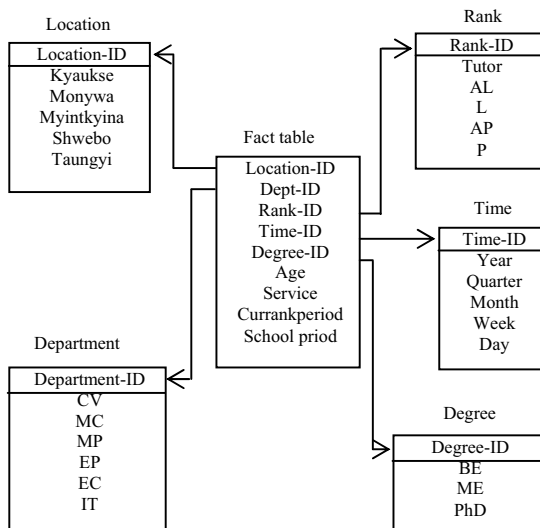 Location
Location-ID
Kyaukse
Monywa
Myintkyina
Shwebo
Taungyi
Fact table
Location-ID
Dept-ID
Rank-ID
Time-ID
Degree-ID
Age
Service
Currankperiod
School priod
Rank
Rank-ID
Tutor
AL
L
AP
P
Time
Time-ID
Year
Quarter
Month
Week
Day
Department
Department-ID
CV
MC
MP
EP
EC
IT
Degree
Degree-ID
BE
ME
PhD